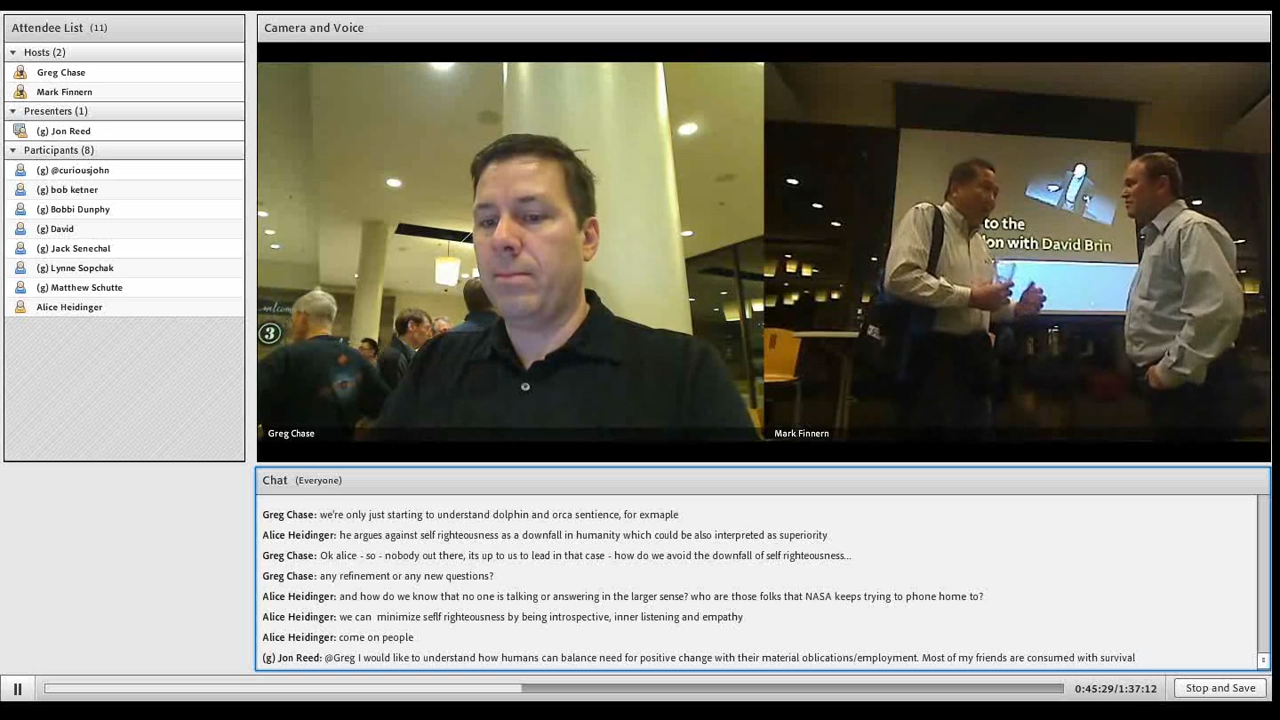 Attendee List (11)
Hosts (2)
Greg Chase
Mark Finnern
Presenters (1)
(g) Jon Reed
Participants (8)
(g) @curiousjohn
(g) bob ketner
(g) Bobbi Dunphy
(g) David
(g) Jack Senechal
(g) Lynne Sopchak
(g) Matthew Schutte
Alice Heidinger
Camera and Voice
3
to the
on with David Brin
Greg Chase
Mark Finnern
Chat (Everyone)
Greg Chase: we're only just starting to understand dolphin and orca sentience, for exmaple
Alice Heidinger: he argues against self righteousness as a downfall in humanity which could be also interpreted as superiority
Greg Chase: Ok alice - so - nobody out there, its up to us to lead in that case - how do we avoid the downfall of self righteousness...
Greg Chase: any refinement or any new questions?
Alice Heidinger: and how do we know that no one is talking or answering in the larger sense? who are those folks that NASA keeps trying to phone home to?
Alice Heidinger: we can minimize seflf righteousness by being introspective, inner listening and empathy
Alice Heidinger: come on people
(g) Jon Reed: @Greg I would like to understand how humans can balance need for positive change with their material oblications/employment. Most of my friends are consumed with survival
0:45:29/1:37:12
Stop and Save